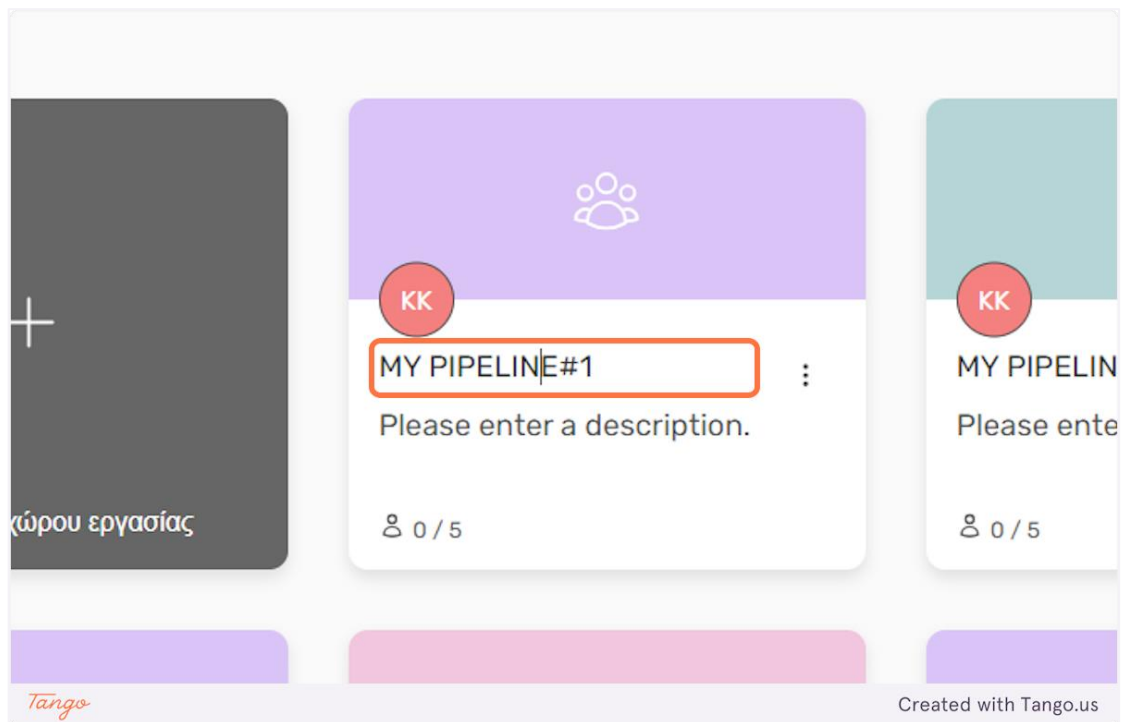 KK
MY PIPELINE#1
Please enter a description.
0 / 5
KK
MY PIPELIN
Please ente
0 / 5
χώρου εργασίας
Tango
Created with Tango.us